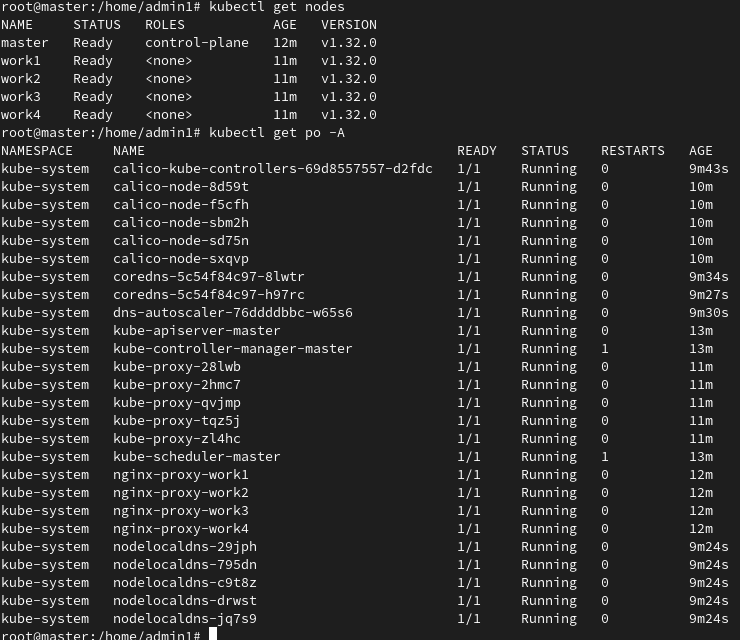 root@master:/home/admin1# kubectl get nodes
NAME     STATUS   ROLES           AGE   VERSION
master   Ready    control-plane   12m   v1.32.0
work1    Ready    <none>          11m   v1.32.0
work2    Ready    <none>          11m   v1.32.0
work3    Ready    <none>          11m   v1.32.0
work4    Ready    <none>          11m   v1.32.0
root@master:/home/admin1# kubectl get po -A
NAMESPACE     NAME                                       READY   STATUS    RESTARTS   AGE
kube-system   calico-kube-controllers-69d8557557-d2fdc   1/1     Running   0          9m43s
kube-system   calico-node-8d59t                          1/1     Running   0          10m
kube-system   calico-node-f5cfh                          1/1     Running   0          10m
kube-system   calico-node-sbm2h                          1/1     Running   0          10m
kube-system   calico-node-sd75n                          1/1     Running   0          10m
kube-system   calico-node-sxqvp                          1/1     Running   0          10m
kube-system   coredns-5c54f84c97-8lwtr                   1/1     Running   0          9m34s
kube-system   coredns-5c54f84c97-h97rc                   1/1     Running   0          9m27s
kube-system   dns-autoscaler-76ddddbbc-w65s6             1/1     Running   0          9m30s
kube-system   kube-apiserver-master                      1/1     Running   0          13m
kube-system   kube-controller-manager-master             1/1     Running   1          13m
kube-system   kube-proxy-28lwb                           1/1     Running   0          11m
kube-system   kube-proxy-2hmc7                           1/1     Running   0          11m
kube-system   kube-proxy-qvjmp                           1/1     Running   0          11m
kube-system   kube-proxy-tqz5j                           1/1     Running   0          11m
kube-system   kube-proxy-zl4hc                           1/1     Running   0          11m
kube-system   kube-scheduler-master                      1/1     Running   1          13m
kube-system   nginx-proxy-work1                          1/1     Running   0          12m
kube-system   nginx-proxy-work2                          1/1     Running   0          12m
kube-system   nginx-proxy-work3                          1/1     Running   0          12m
kube-system   nginx-proxy-work4                          1/1     Running   0          12m
kube-system   nodelocaldns-29jph                         1/1     Running   0          9m24s
kube-system   nodelocaldns-795dn                         1/1     Running   0          9m24s
kube-system   nodelocaldns-c9t8z                         1/1     Running   0          9m24s
kube-system   nodelocaldns-drwst                         1/1     Running   0          9m24s
kube-system   nodelocaldns-jq7s9                         1/1     Running   0          9m24s
root@master:/home/admin1#